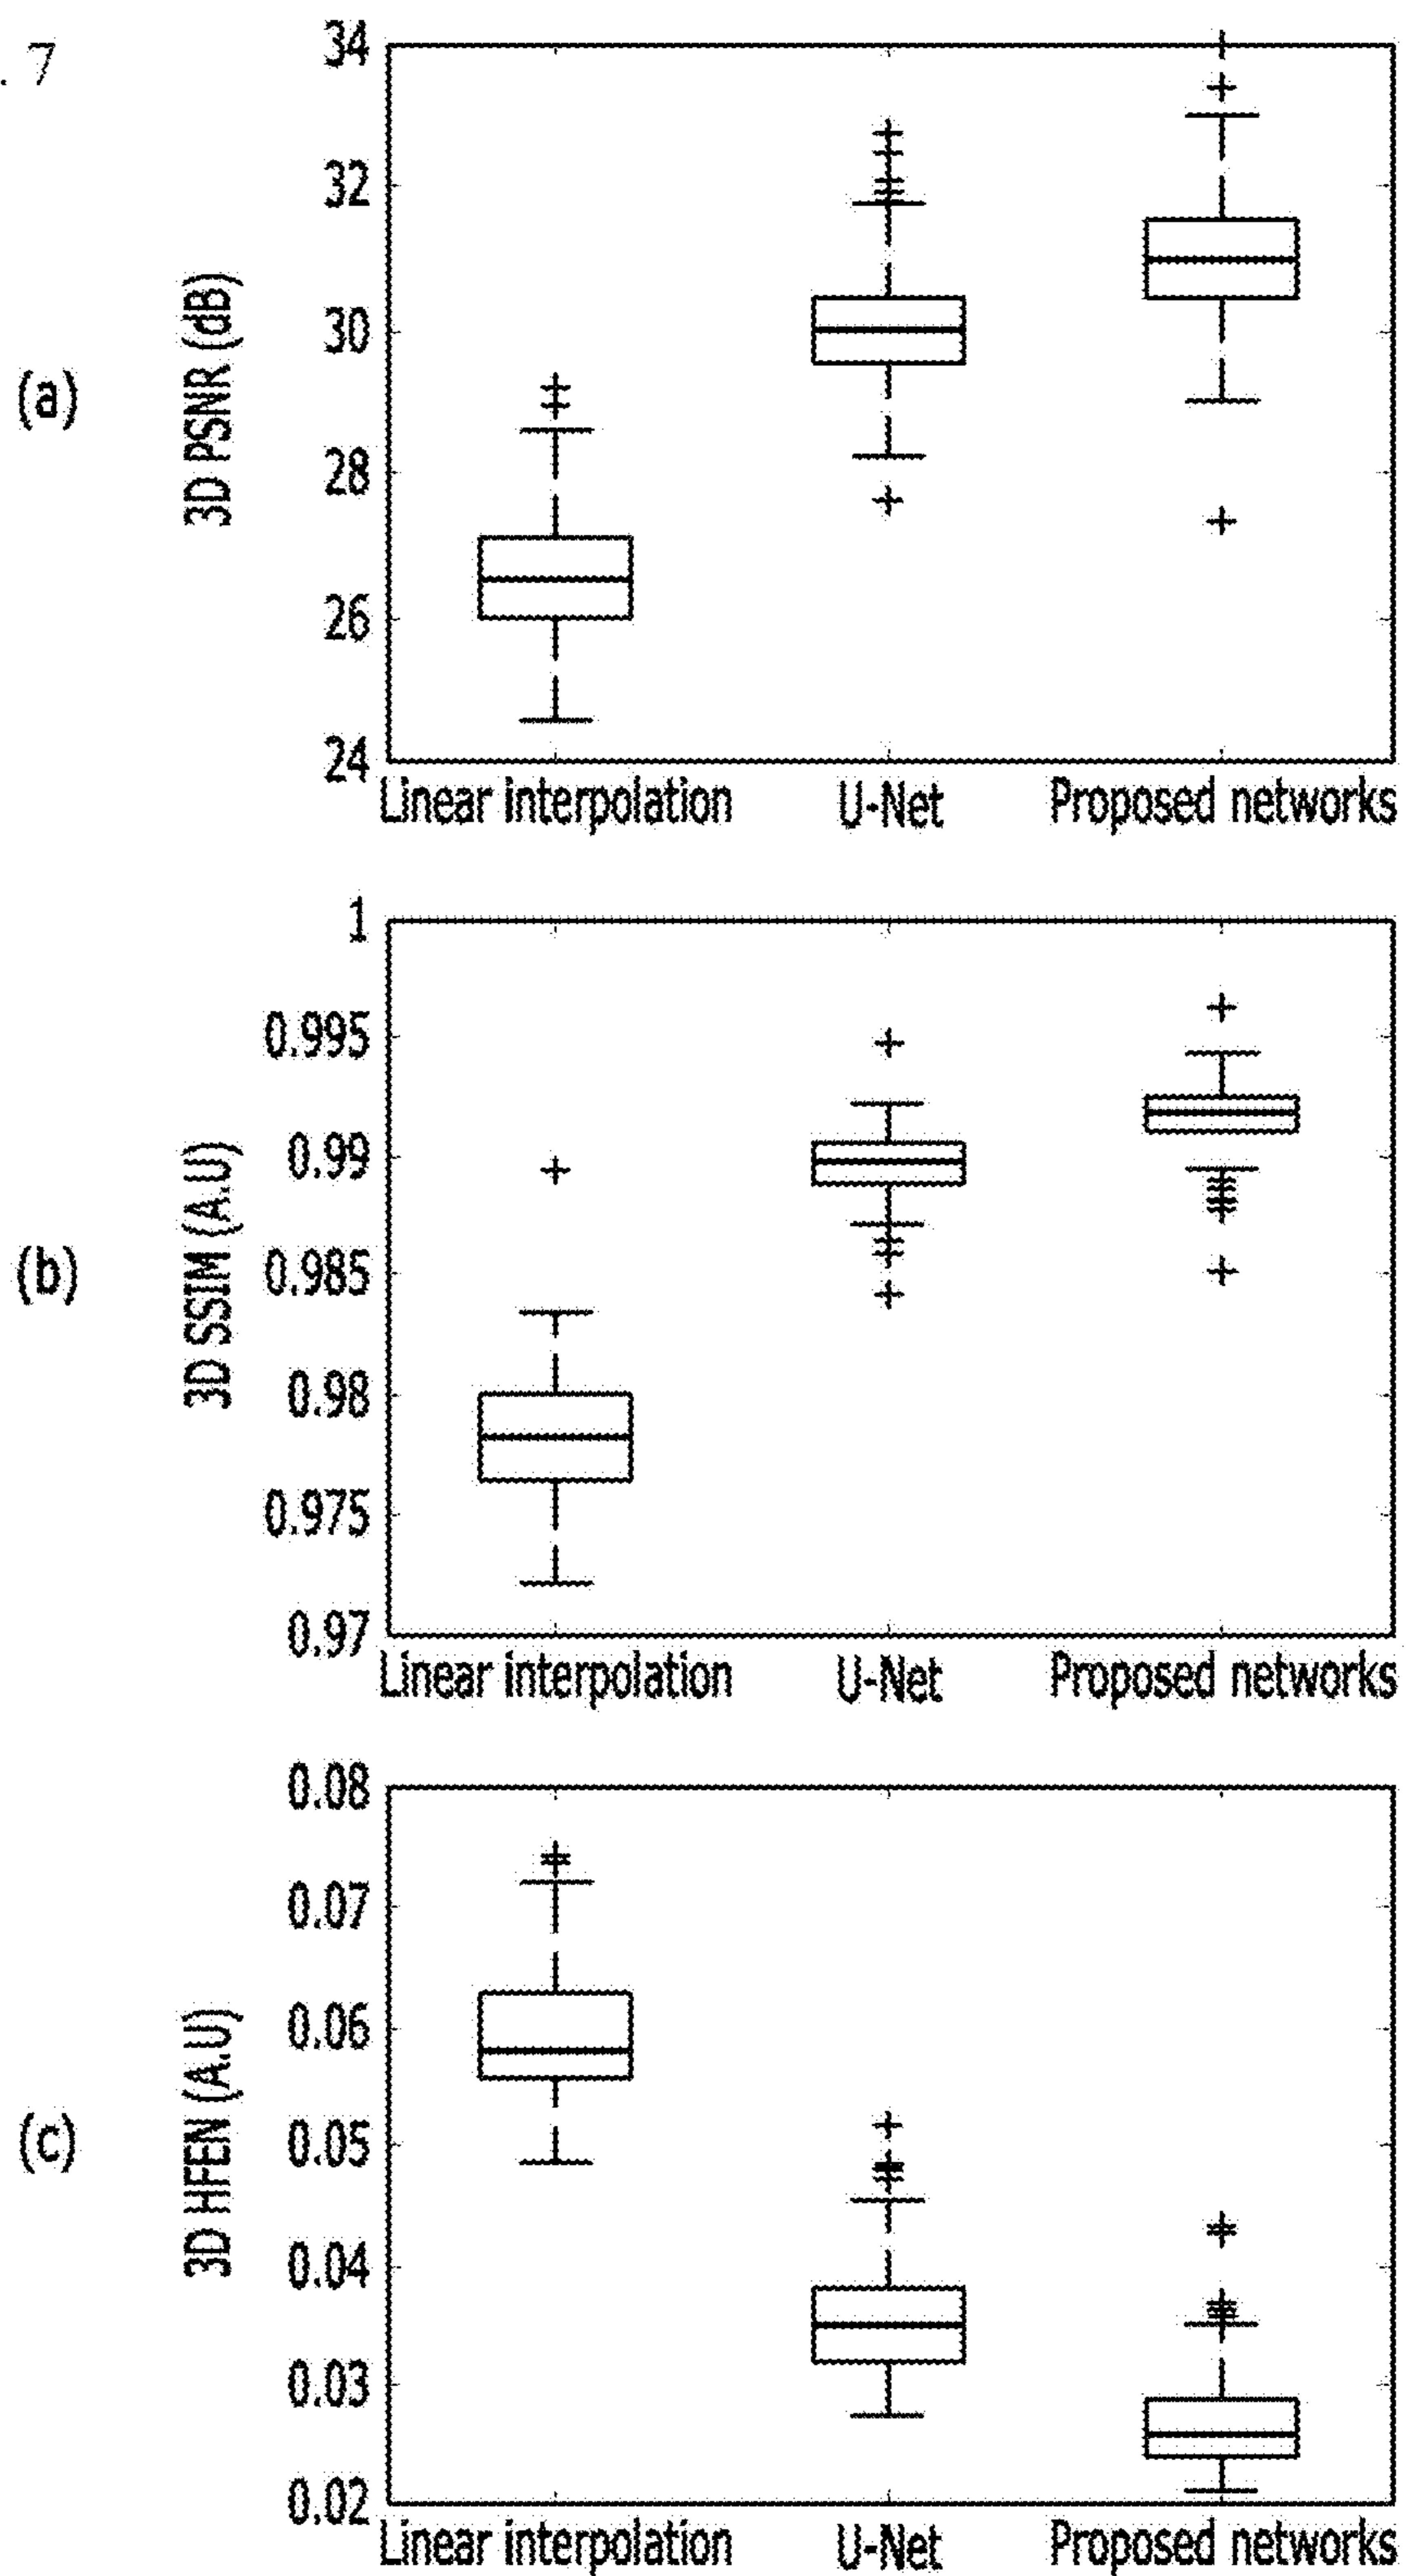 . 7
(a)
3D PSNR (dB)
34
32
30
28
26
24
Linear interpolation U-Net Proposed networks
(b)
3D SSIM (A.U)
1
0.995
0.99
0.985
0.98
0.975
0.97
Linear interpolation U-Net Proposed networks
(c)
3D HFEN (A.U)
0.08
0.07
0.06
0.05
0.04
0.03
0.02
Linear interpolation U-Net Proposed networks